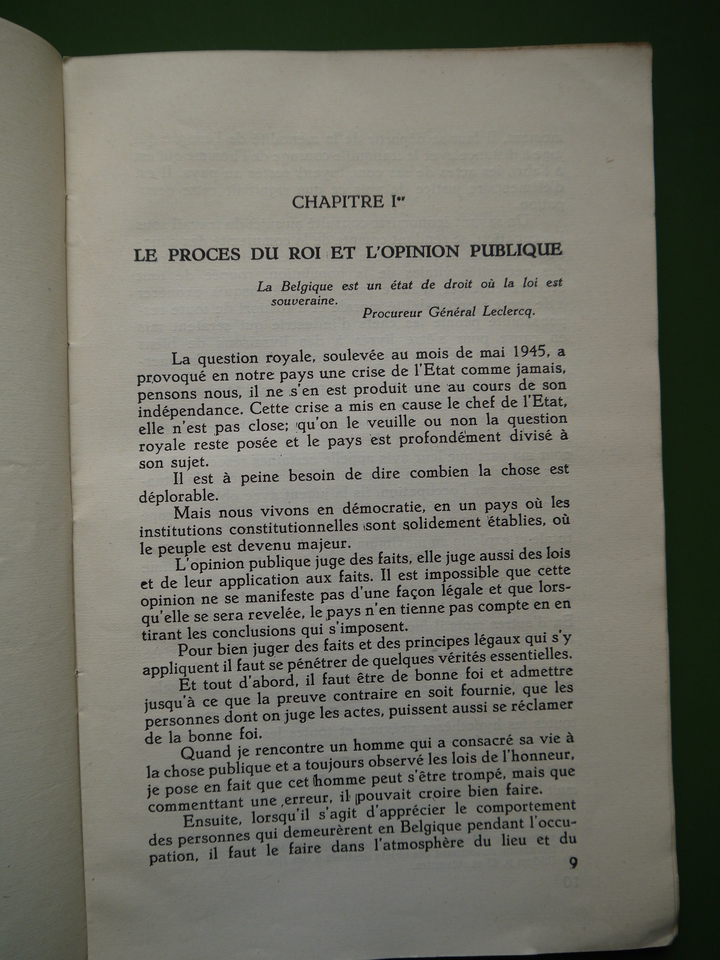 CHAPITRE Ier
LE PROCES DU ROI ET L'OPINION PUBLIQUE
La Belgique est un état de droit où la loi est
souveraine.
Procureur Général Leclercq.
La question royale, soulevée au mois de mai 1945, a
provoqué en notre pays une crise de l'Etat comme jamais,
pensons nous, il ne s'en est produit une au cours de son
indépendance. Cette crise a mis en cause le chef de l'Etat,
elle n'est pas close; qu'on le veuille ou non la question
royale reste posée et le pays est profondément divisé à
son sujet.
Il est à peine besoin de dire combien la chose est
déplorable.
Mais nous vivons en démocratie, en un pays où les
institutions constitutionnelles sont solidement établies, où
le peuple est devenu majeur.
L'opinion publique juge des faits, elle juge aussi des lois
et de leur application aux faits. Il est impossible que cette
opinion ne se manifeste pas d'une façon légale et que lors-
qu'elle se sera revelée, le pays n'en tienne pas compte en en
tirant les conclusions qui s'imposent.
Pour bien juger des faits et des principes légaux qui s'y
appliquent il faut se pénétrer de quelques vérités essentielles.
Et tout d'abord, il faut être de bonne foi et admettre
jusqu'à ce que la preuve contraire en soit fournie, que les
personnes dont on juge les actes, puissent aussi se réclamer
de la bonne foi.
Quand je rencontre un homme qui a consacré sa vie à
la chose publique et a toujours observé les lois de l'honneur,
je pose en fait que cet homme peut s'être trompé, mais que
commenttant une erreur, il pouvait croire bien faire.
Ensuite, lorsqu'il s'agit d'apprécier le comportement
des personnes qui demeurèrent en Belgique pendant l'occu-
pation, il faut le faire dans l'atmosphère du lieu et du
9